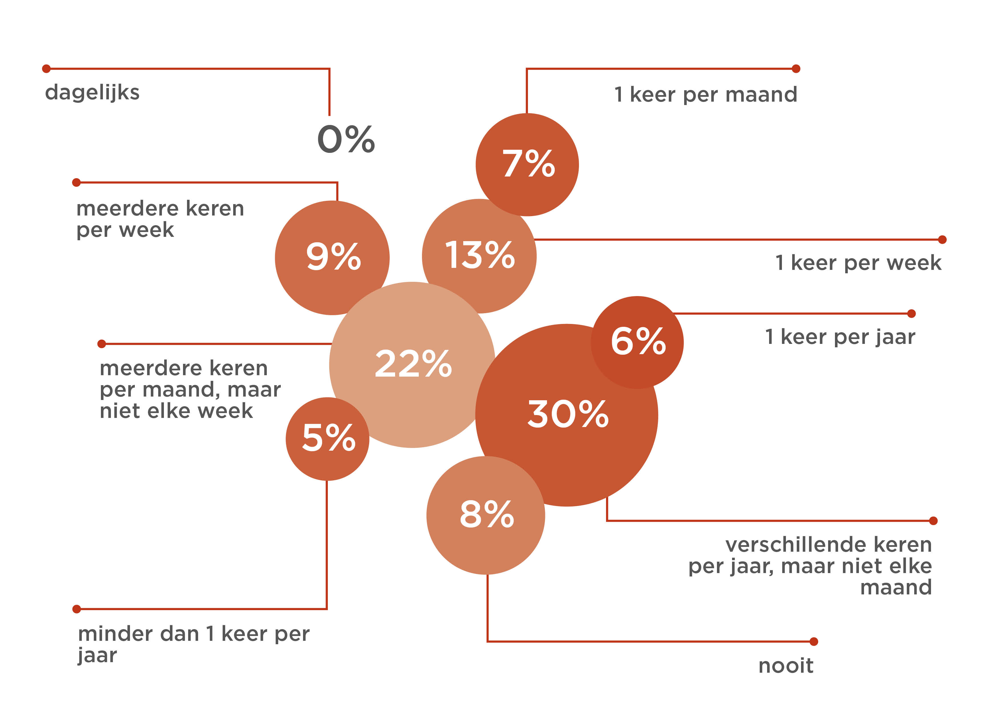 dagelijks
0%
1 keer per maand
7%
meerdere keren
per week
9%
13%
1 keer per week
6%
1 keer per jaar
22%
meerdere keren
per maand, maar
niet elke week
30%
5%
8%
verschillende keren
per jaar, maar niet elke
maand
minder dan 1 keer per
jaar
nooit